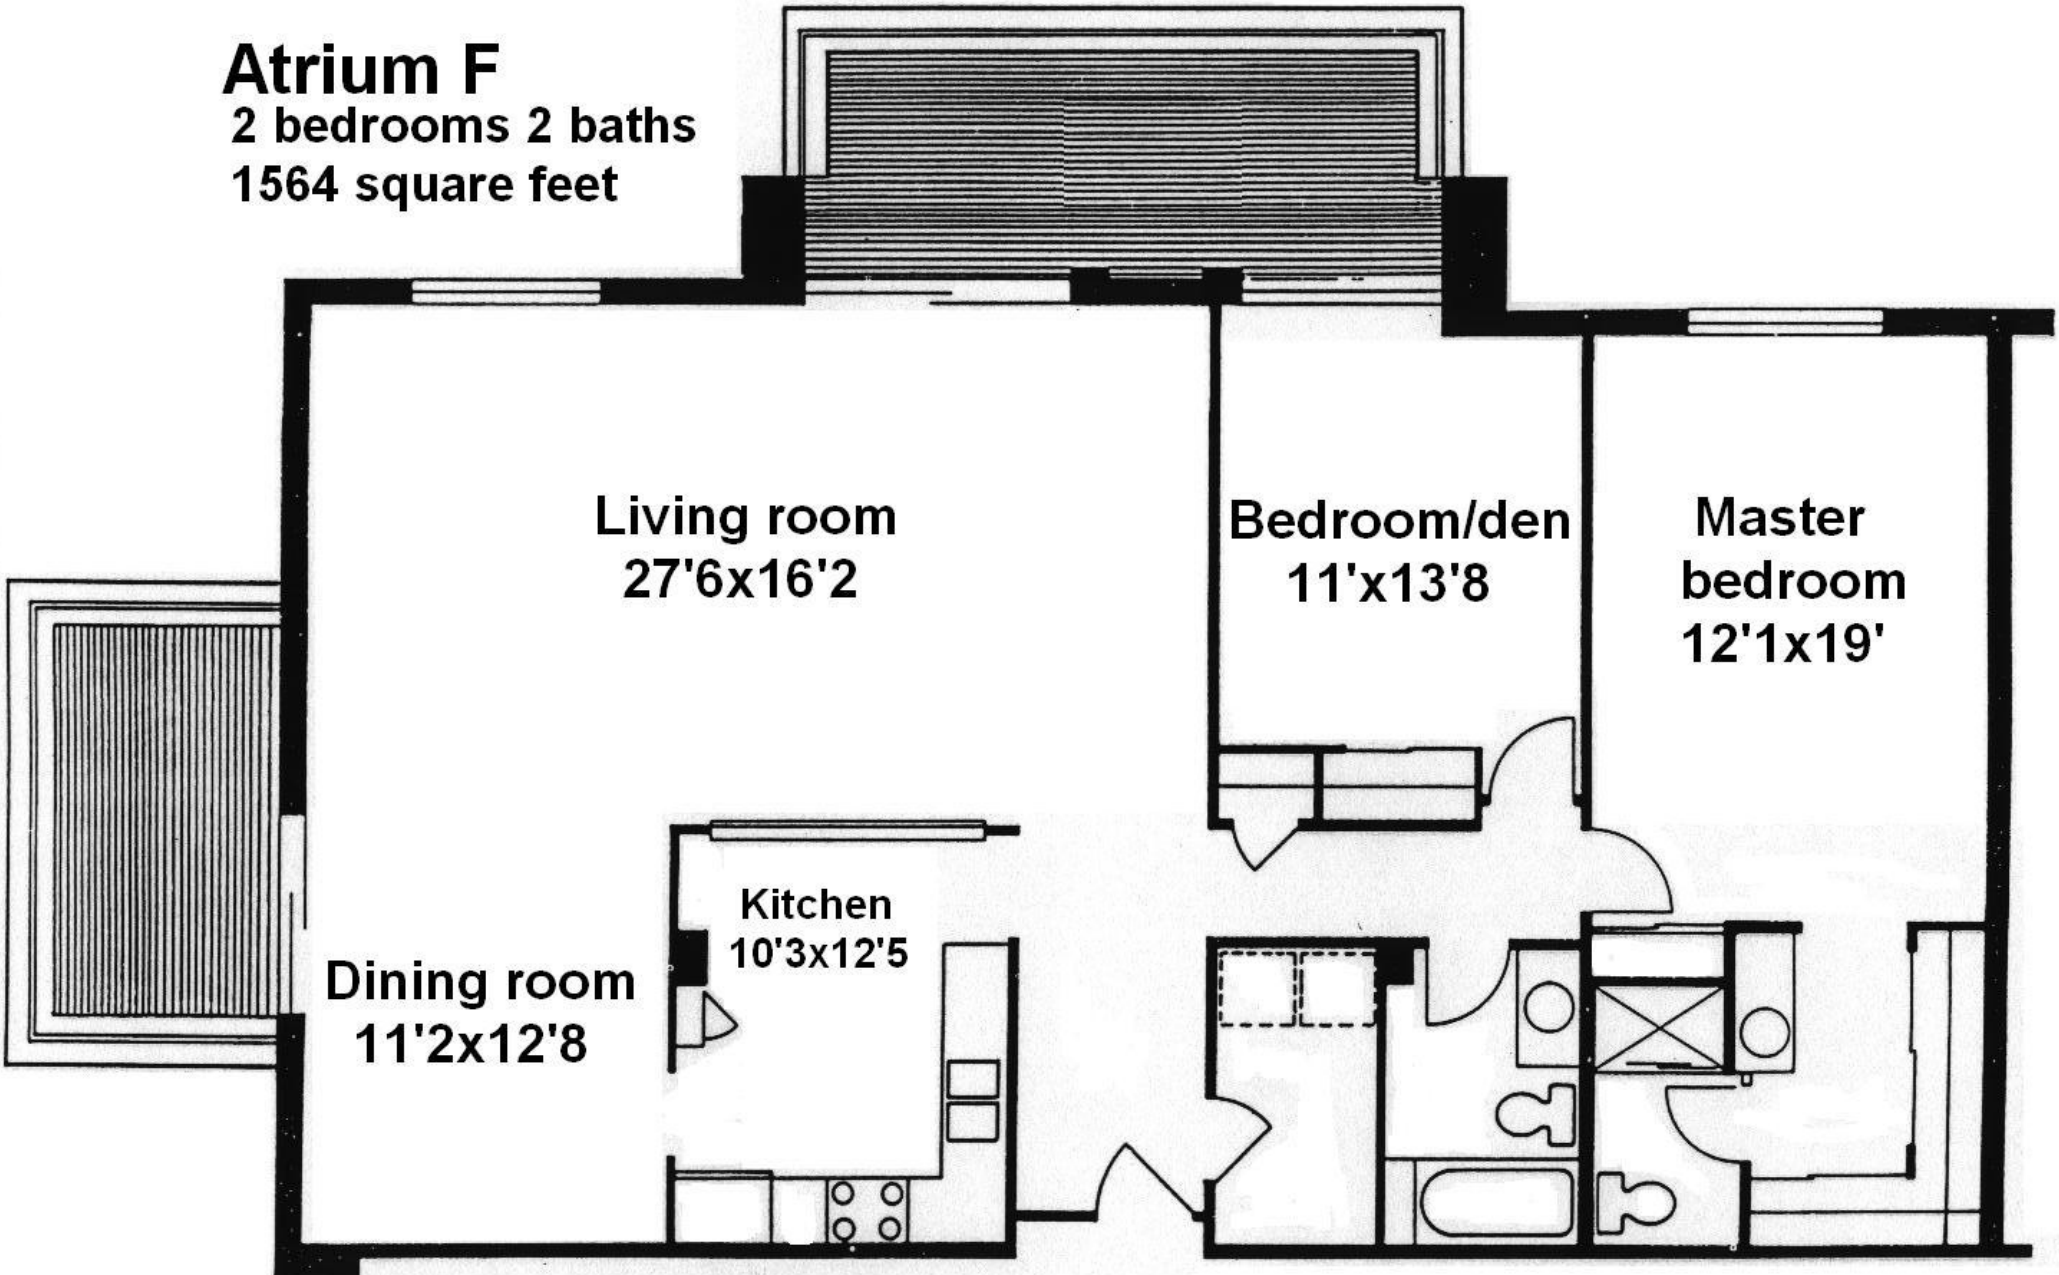 Atrium F
2 bedrooms 2 baths
1564 square feet
Living room
27'6x16'2
Bedroom/den
11'x13'8
Master
bedroom
12'1x19'
Kitchen
10'3x12'5
Dining room
11'2x12'8